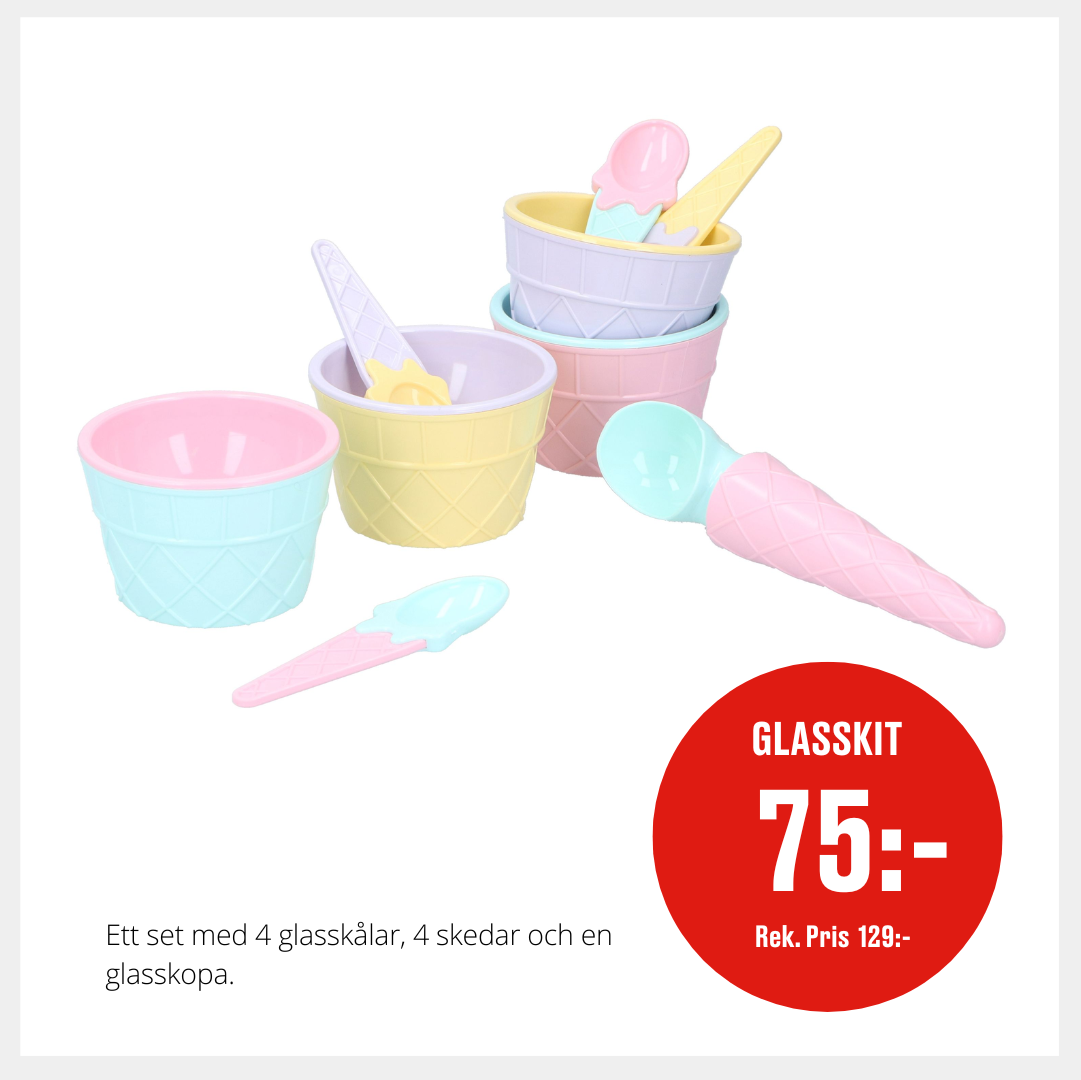 GLASSKIT
75:-
Rek. Pris 129:-
Ett set med 4 glasskålar, 4 skedar och en
glasskopa.